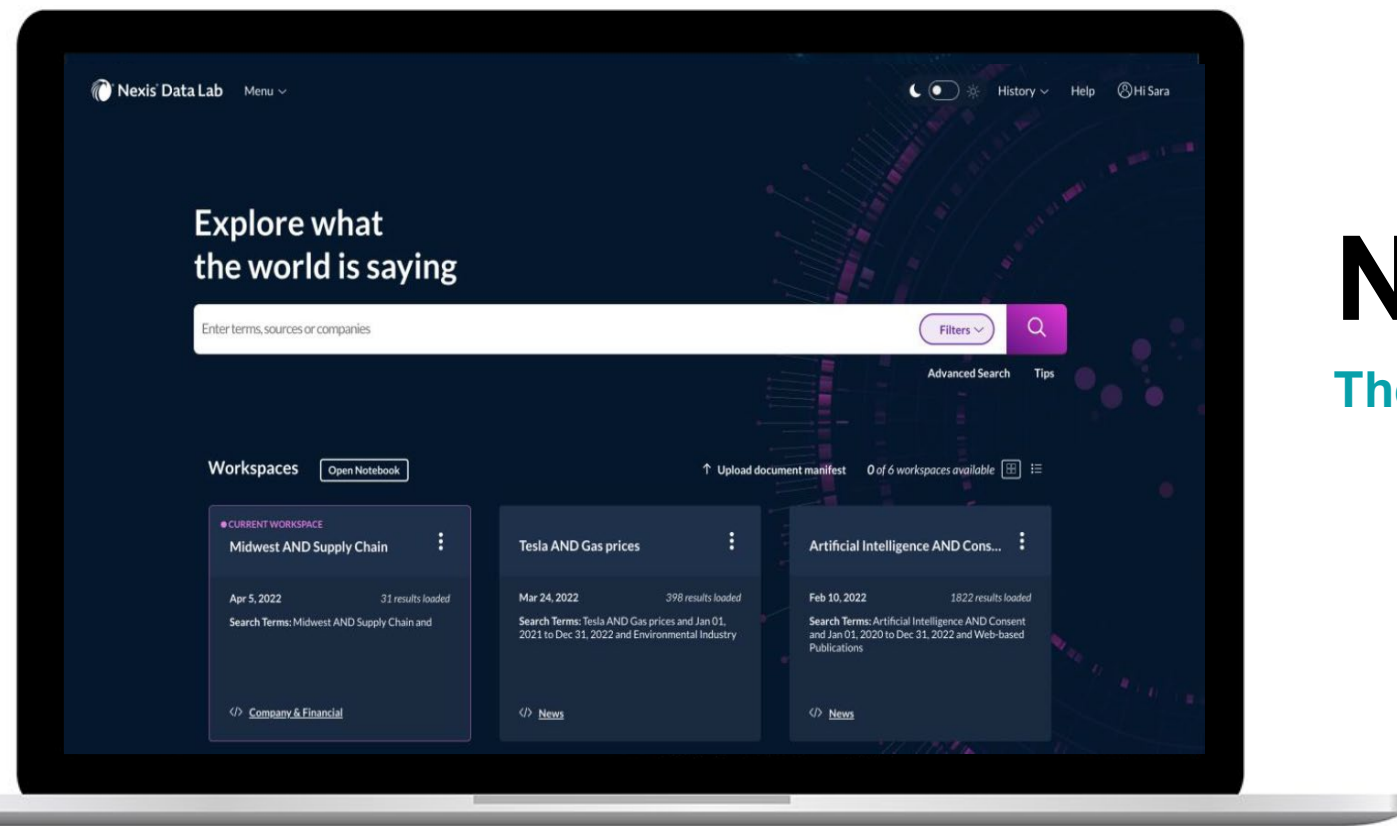 Nexis® Data Lab
Menu
History
Help
Hi Sara
Explore what
the world is saying
Enter terms, sources or companies
Filters
Advanced Search
Tips
Workspaces
Open Notebook
Upload document manifest
0 of 6 workspaces available
CURRENT WORKSPACE
Midwest AND Supply Chain
Apr 5, 2022
31 results loaded
Search Terms: Midwest AND Supply Chain and
Company & Financial
Tesla AND Gas prices
Mar 24, 2022
398 results loaded
Search Terms: Tesla AND Gas prices and Jan 01,
2021 to Dec 31, 2022 and Environmental Industry
News
Artificial Intelligence AND Cons...
Feb 10, 2022
1822 results loaded
Search Terms: Artificial Intelligence AND Consent
and Jan 01, 2020 to Dec 31, 2022 and Web-based
Publications
News
N
The